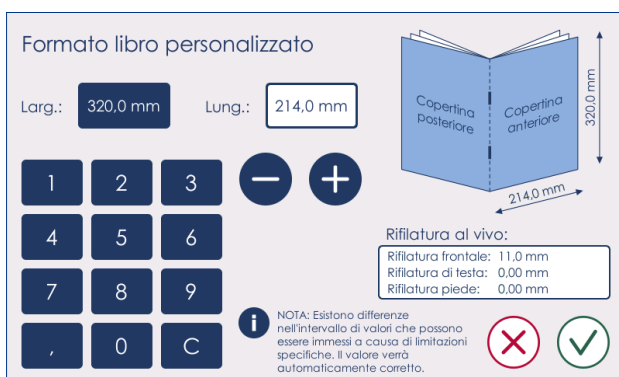 Formato libro personalizzato
Larg.: 320,0 mm Lung.: 214,0 mm
1 2 3
4 5 6
7 8 9
, 0 C
Copertina
posteriore
Copertina
anteriore
320,0 mm
214,0 mm
Rifilatura al vivo:
Rifilatura frontale: 11,0 mm
Rifilatura di testa: 0,00 mm
Rifilatura piede: 0,00 mm
NOTA: Esistono differenze
nell'intervallo di valori che possono
essere immessi a causa di limitazioni
specifiche. Il valore verrà
automaticamente corretto.